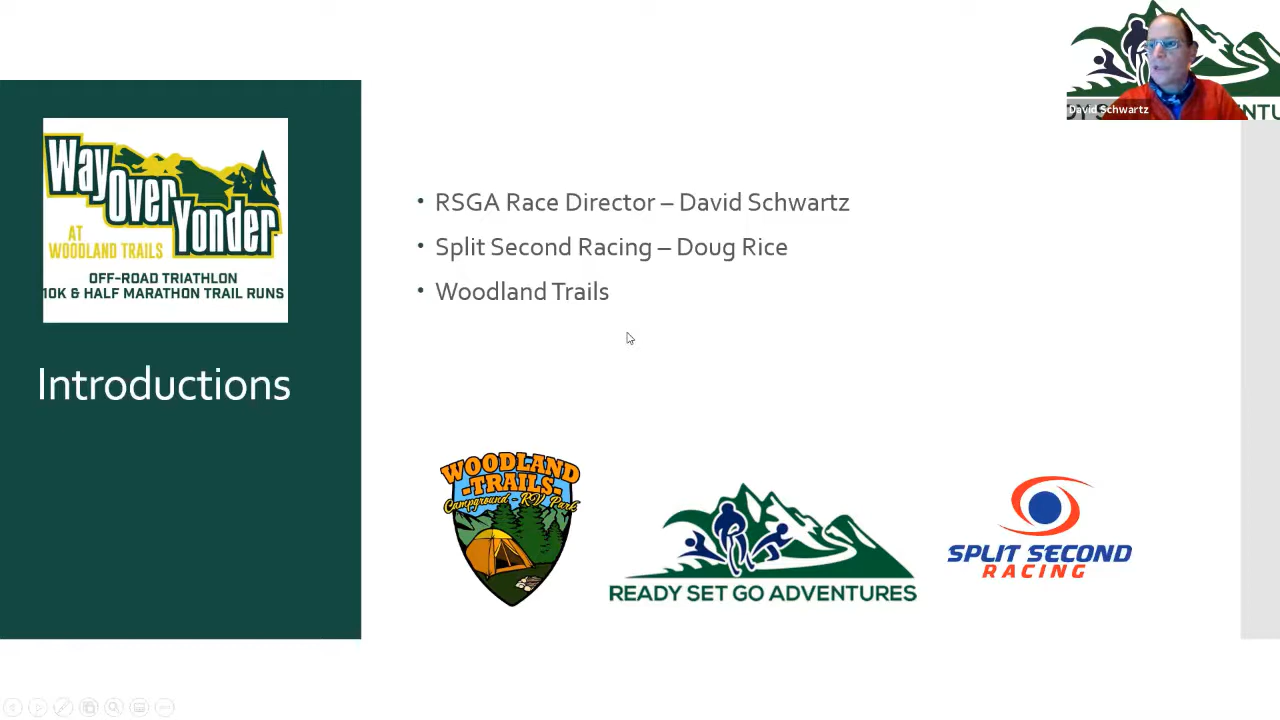 David Schwartz
Way
Over
Yonder
AT
WOODLAND TRAILS
OFF-ROAD TRIATHLON
10K & HALF MARATHON TRAIL RUNS
Introductions
• RSGA Race Director – David Schwartz
• Split Second Racing – Doug Rice
• Woodland Trails
WOODLAND
-TRAILS-
Campground - RV Park
READY SET GO ADVENTURES
SPLIT SECOND
RACING